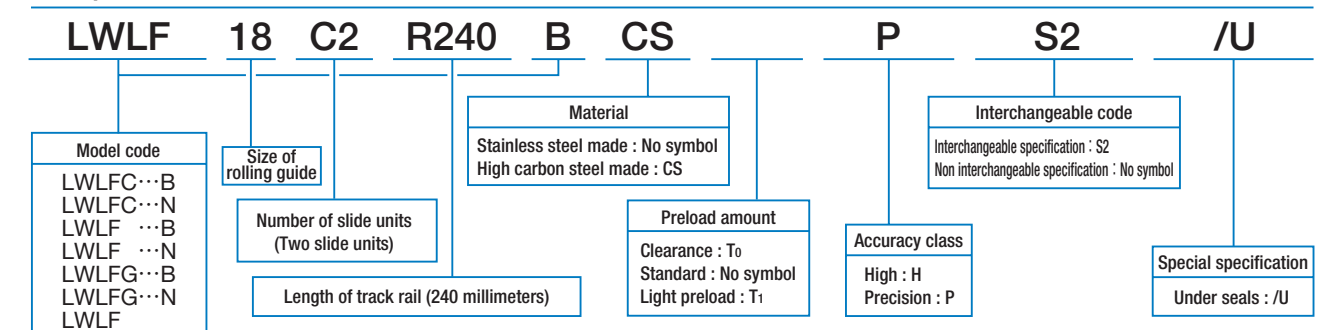 LWLF 18 C2 R240 B CS P S2 /U
Model code
LWLFC…B
LWLFC…N
LWLF …B
LWLF …N
LWLFG…B
LWLFG…N
LWLF
Size of
rolling guide
Number of slide units
(Two slide units)
Length of track rail (240 millimeters)
Material
Stainless steel made : No symbol
High carbon steel made : CS
Preload amount
Clearance : T₀
Standard : No symbol
Light preload : T₁
Accuracy class
High : H
Precision : P
Interchangeable code
Interchangeable specification : S2
Non interchangeable specification : No symbol
Special specification
Under seals : /U